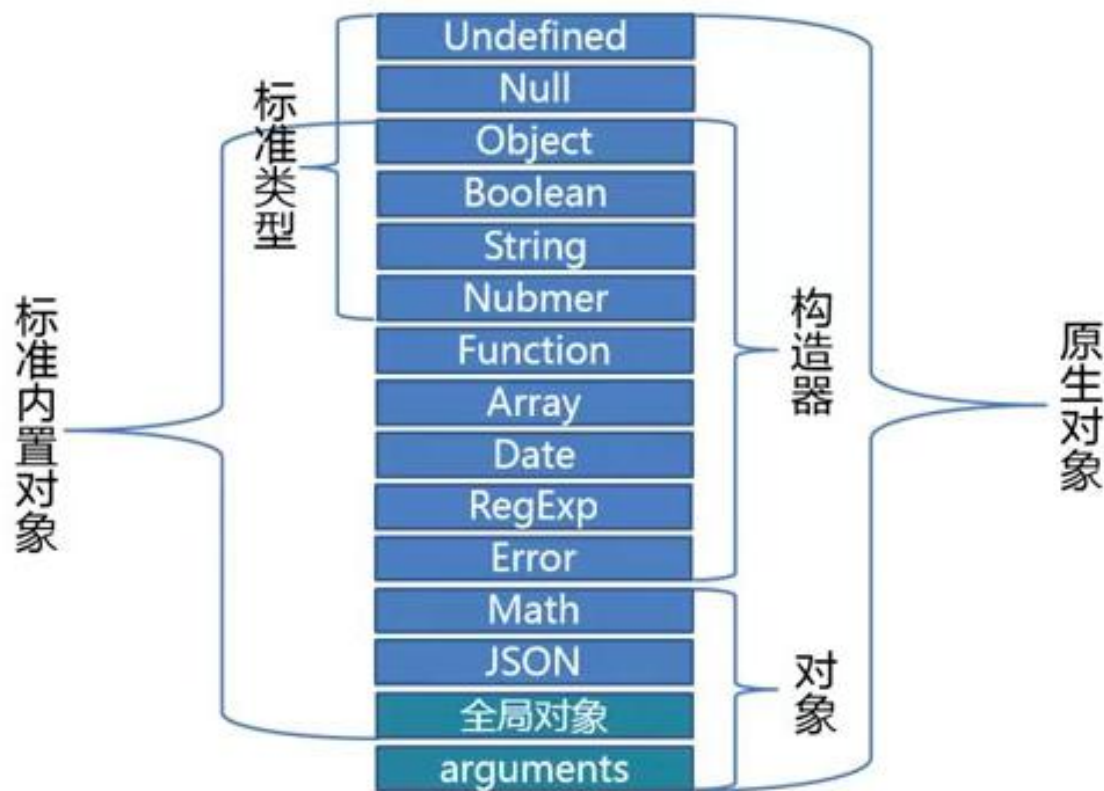 Undefined
Null
Object
Boolean
String
Nubmer
Function
Array
Date
RegExp
Error
Math
JSON
全局对象
arguments
标准类型
标准内置对象
构造器
对象
原生对象